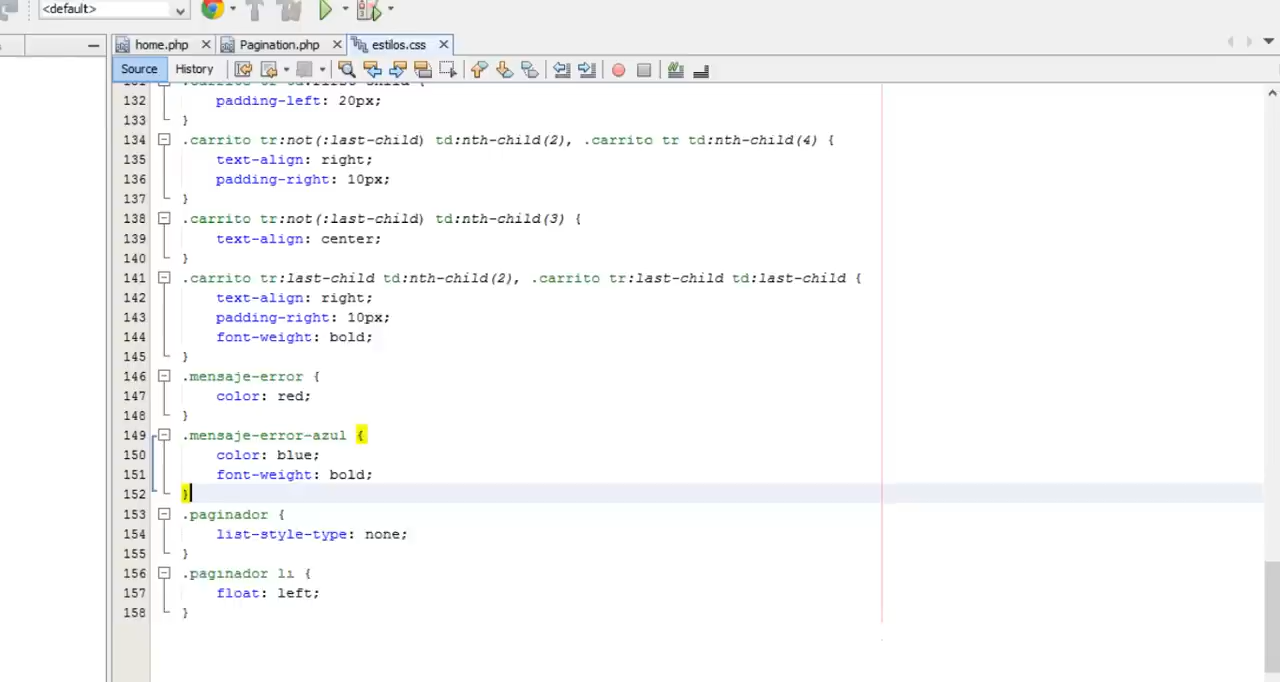 <default>
home.php
Pagination.php
estilos.css
Source History
132 padding-left: 20px;
133 }
134 .carrito tr:not(:last-child) td:nth-child(2), .carrito tr td:nth-child(4) {
135 text-align: right;
136 padding-right: 10px;
137 }
138 .carrito tr:not(:last-child) td:nth-child(3) {
139 text-align: center;
140 }
141 .carrito tr:last-child td:nth-child(2), .carrito tr:last-child td:last-child {
142 text-align: right;
143 padding-right: 10px;
144 font-weight: bold;
145 }
146 .mensaje-error {
147 color: red;
148 }
149 .mensaje-error-azul {
150 color: blue;
151 font-weight: bold;
152 }
153 .paginador {
154 list-style-type: none;
155 }
156 .paginador li {
157 float: left;
158 }